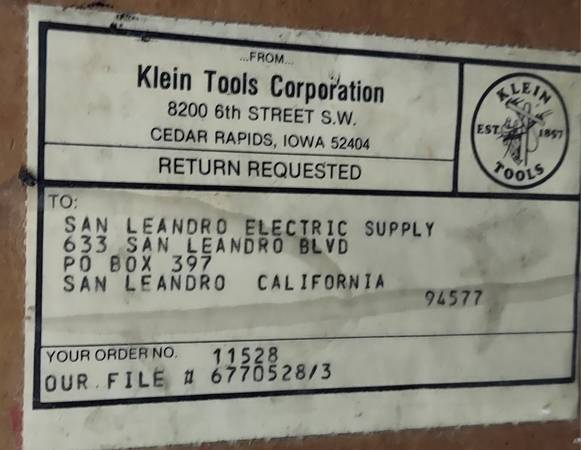 ...FROM...
Klein Tools Corporation
8200 6th STREET S.W.
CEDAR RAPIDS, IOWA 52404
RETURN REQUESTED
KLEIN
EST. 1857
TOOLS
TO:
SAN LEANDRO ELECTRIC SUPPLY
633 SAN LEANDRO BLVD
PO BOX 397
SAN LEANDRO CALIFORNIA
94577
YOUR ORDER NO. 11528
OUR FILE # 6770528/3